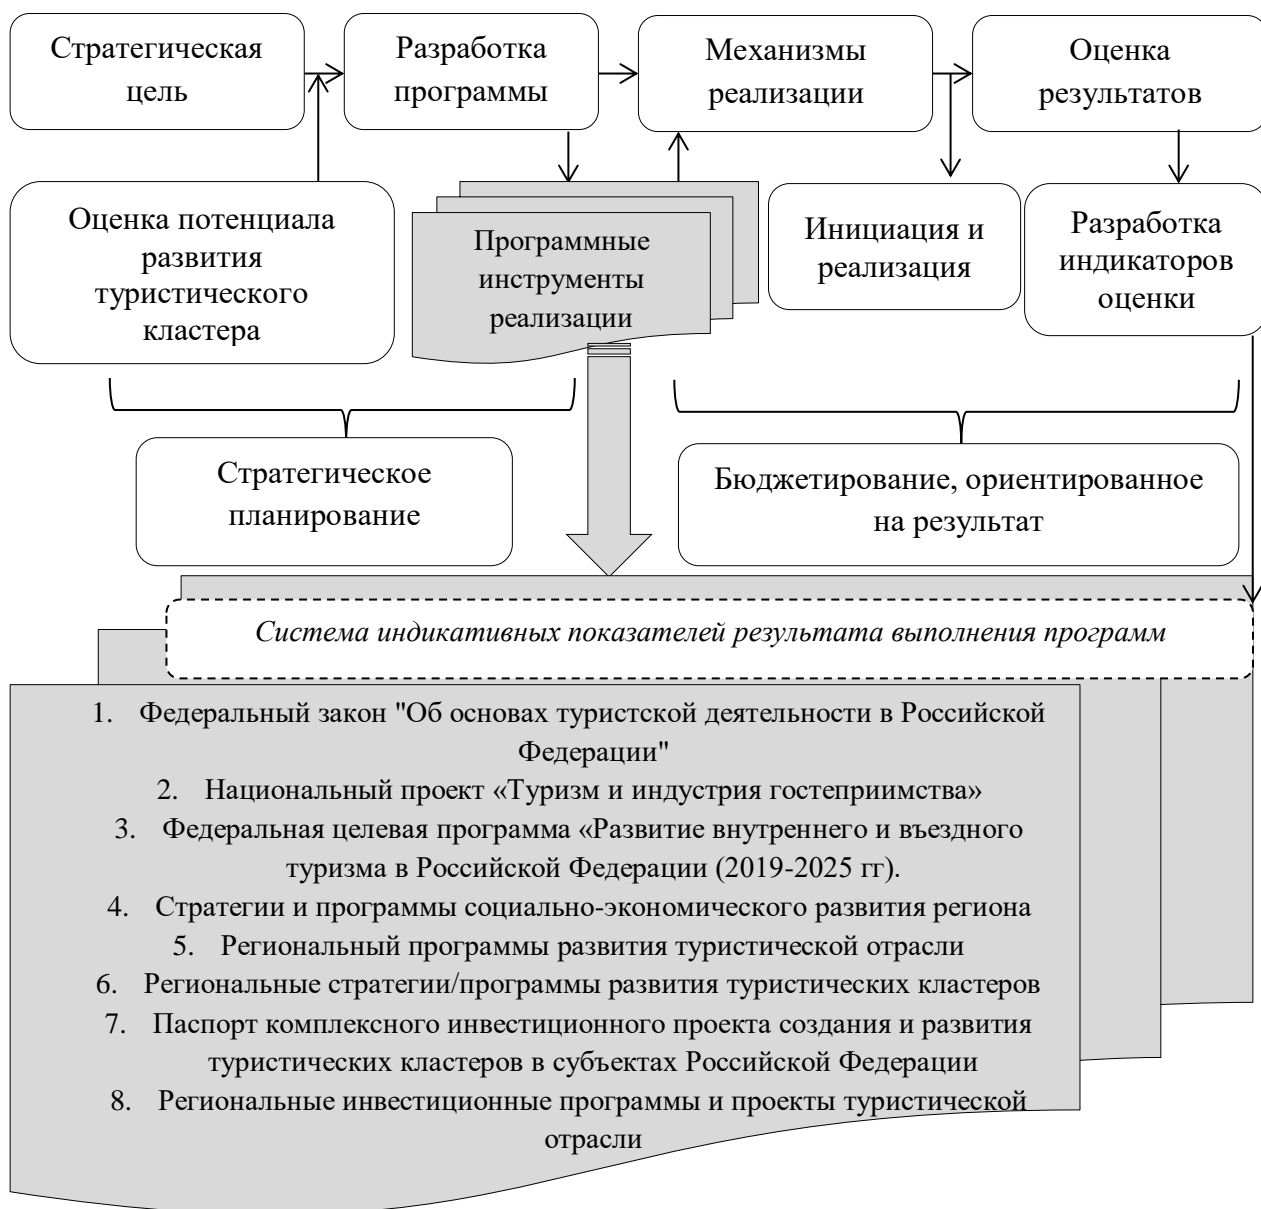 Стратегическая
цель
Разработка
программы
Механизмы
реализации
Оценка
результатов
Оценка потенциала
развития
туристического
кластера
Программные
инструменты
реализации
Инициация и
реализация
Разработка
индикаторов
оценки
Стратегическое
планирование
Бюджетирование, ориентированное
на результат
Система индикативных показателей результата выполнения программ
1. Федеральный закон "Об основах туристской деятельности в Российской
Федерации"
2. Национальный проект «Туризм и индустрия гостеприимства»
3. Федеральная целевая программа «Развитие внутреннего и въездного
туризма в Российской Федерации (2019-2025 гг).
4. Стратегии и программы социально-экономического развития региона
5. Региональный программы развития туристической отрасли
6. Региональные стратегии/программы развития туристических кластеров
7. Паспорт комплексного инвестиционного проекта создания и развития
туристических кластеров в субъектах Российской Федерации
8. Региональные инвестиционные программы и проекты туристической
отрасли